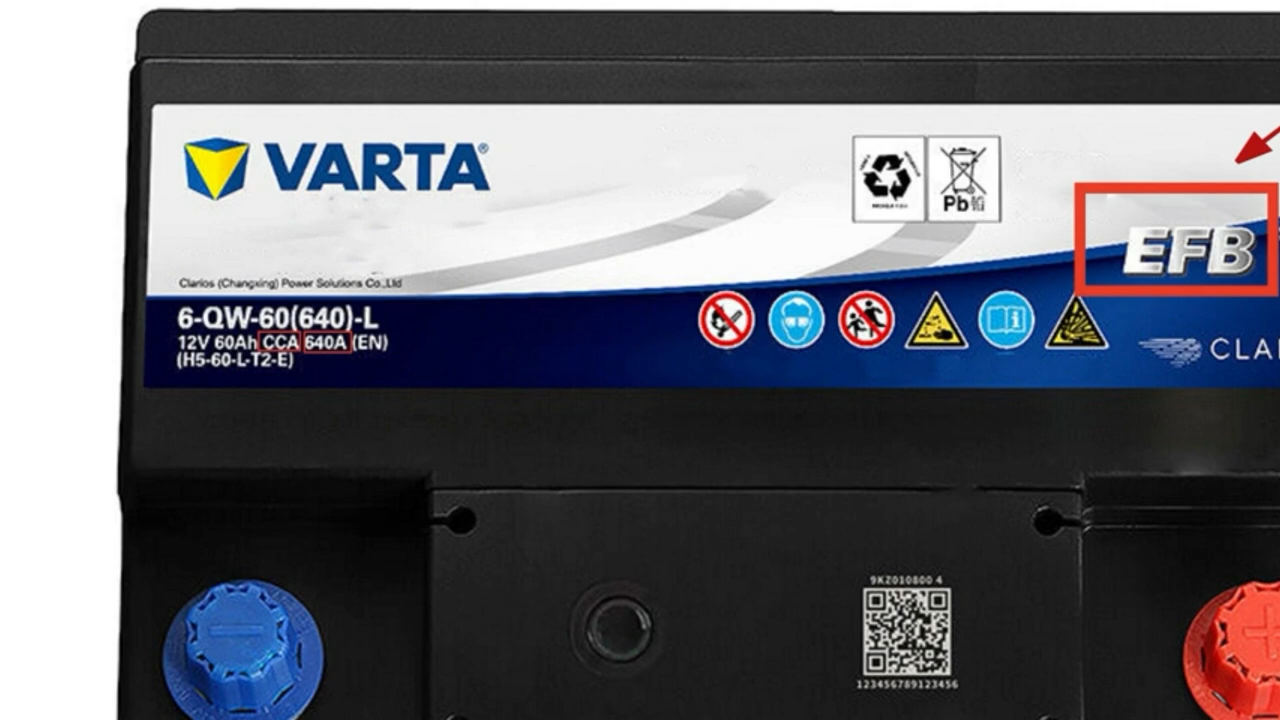 VARTA®
Pb
EFB
Clarios (Changxing) Power Solutions Co.,Ltd
6-QW-60(640)-L
12V 60Ah CCA 640A (EN)
(H5-60-L-T2-E)
CLA
9KZ010800 4
123456789123456